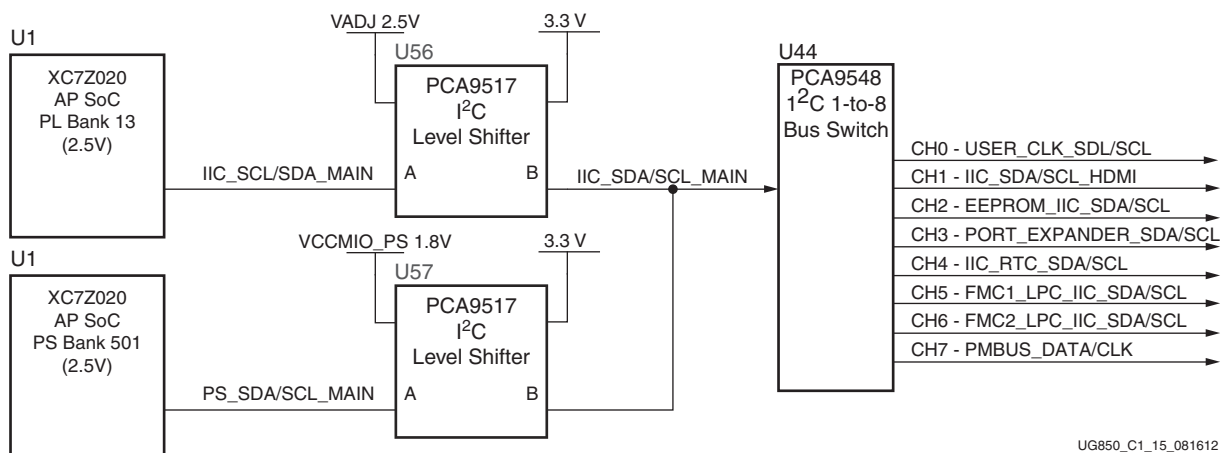 VADJ 2.5V
3.3 V
U1
U56
U44
XC7Z020
AP SoC
PL Bank 13
(2.5V)
PCA9517
I2C
Level Shifter
PCA9548
12C 1-to-8
Bus Switch
IIC_SCL/SDA_MAIN
A
B
IIC_SDA/SCL_MAIN
CH0 - USER_CLK_SDL/SCL
CH1 - IIC_SDA/SCL_HDMI
CH2 - EEPROM_IIC_SDA/SCL
CH3 - PORT_EXPANDER_SDA/SCL
CH4 - IIC_RTC_SDA/SCL
CH5 - FMC1_LPC_IIC_SDA/SCL
CH6 - FMC2_LPC_IIC_SDA/SCL
CH7 - PMBUS_DATA/CLK
VCCMIO_PS 1.8V
3.3 V
U1
U57
XC7Z020
AP SoC
PS Bank 501
(2.5V)
PCA9517
I2C
Level Shifter
PS_SDA/SCL_MAIN
A
B
UG850_C1_15_081612